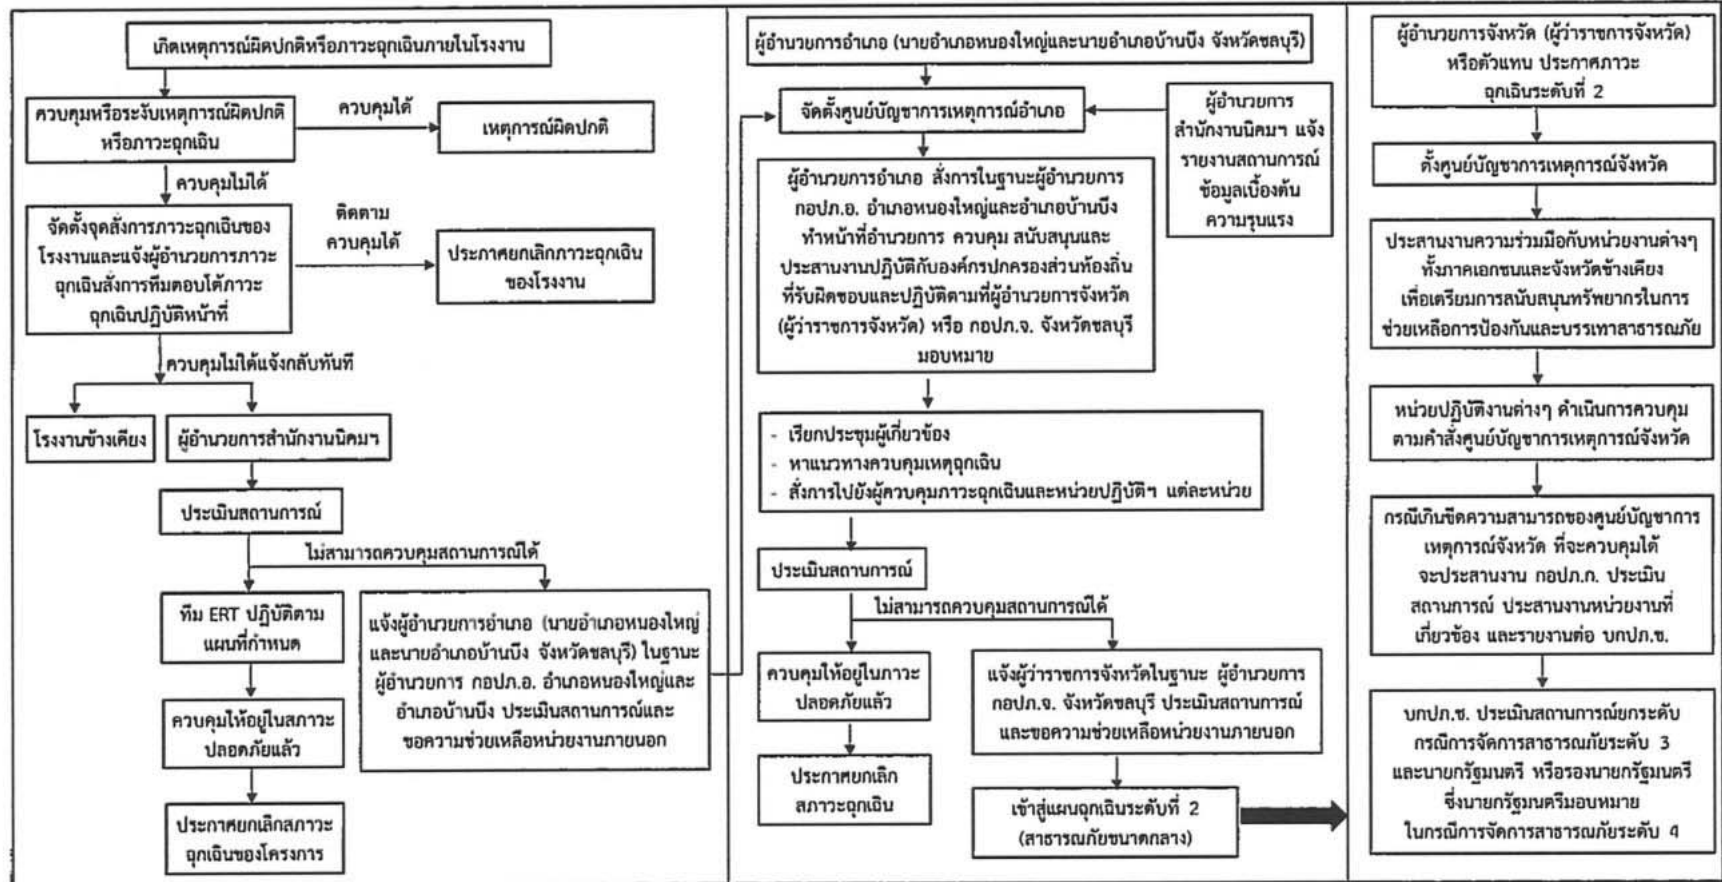 เกิดเหตุการณ์ผิดปกติหรือภาวะฉุกเฉินภายในโรงงาน
ควบคุมหรือระงับเหตุการณ์ผิดปกติ
หรือภาวะฉุกเฉิน
ควบคุมได้
เหตุการณ์ผิดปกติ
ควบคุมไม่ได้
จัดตั้งจุดสั่งการภาวะฉุกเฉินของ
โรงงานและแจ้งผู้อำนวยการภาวะ
ฉุกเฉินสั่งการทีมตอบโต้ภาวะ
ฉุกเฉินปฏิบัติหน้าที่
ติดตาม
ควบคุมได้
ประกาศยกเลิกภาวะฉุกเฉิน
ของโรงงาน
ควบคุมไม่ได้แจ้งกลับทันที
โรงงานข้างเคียง
ผู้อำนวยการสำนักงานนิคมฯ
ประเมินสถานการณ์
ไม่สามารถควบคุมสถานการณ์ได้
ทีม ERT ปฏิบัติตาม
แผนที่กำหนด
ควบคุมให้อยู่ในสภาวะ
ปลอดภัยแล้ว
ประกาศยกเลิกสภาวะ
ฉุกเฉินของโครงการ
แจ้งผู้อำนวยการอำเภอ (นายอำเภอหนองใหญ่
และนายอำเภอบ้านบึง จังหวัดชลบุรี) ในฐานะ
ผู้อำนวยการ กอปภ.อ. อำเภอหนองใหญ่และ
อำเภอบ้านบึง ประเมินสถานการณ์และ
ขอความช่วยเหลือหน่วยงานภายนอก
ผู้อำนวยการอำเภอ (นายอำเภอหนองใหญ่และนายอำเภอบ้านบึง จังหวัดชลบุรี)
จัดตั้งศูนย์บัญชาการเหตุการณ์อำเภอ
ผู้อำนวยการ
สำนักงานนิคมฯ แจ้ง
รายงานสถานการณ์
ข้อมูลเบื้องต้น
ความรุนแรง
ผู้อำนวยการอำเภอ สั่งการในฐานะผู้อำนวยการ
กอปภ.อ. อำเภอหนองใหญ่และอำเภอบ้านบึง
ทำหน้าที่อำนวยการ ควบคุม สนับสนุนและ
ประสานงานปฏิบัติกับองค์กรปกครองส่วนท้องถิ่น
ที่รับผิดชอบและปฏิบัติตามที่ผู้อำนวยการจังหวัด
(ผู้ว่าราชการจังหวัด) หรือ กอปภ.จ. จังหวัดชลบุรี
มอบหมาย
- เรียกประชุมผู้เกี่ยวข้อง
- หาแนวทางควบคุมเหตุฉุกเฉิน
- สั่งการไปยังผู้ควบคุมภาวะฉุกเฉินและหน่วยปฏิบัติฯ แต่ละหน่วย
ประเมินสถานการณ์
ไม่สามารถควบคุมสถานการณ์ได้
ควบคุมให้อยู่ในภาวะ
ปลอดภัยแล้ว
ประกาศยกเลิก
สภาวะฉุกเฉิน
แจ้งผู้ว่าราชการจังหวัดในฐานะ ผู้อำนวยการ
กอปภ.จ. จังหวัดชลบุรี ประเมินสถานการณ์
และขอความช่วยเหลือหน่วยงานภายนอก
เข้าสู่แผนฉุกเฉินระดับที่ 2
(สาธารณภัยขนาดกลาง)
ผู้อำนวยการจังหวัด (ผู้ว่าราชการจังหวัด)
หรือตัวแทน ประกาศภาวะ
ฉุกเฉินระดับที่ 2
ตั้งศูนย์บัญชาการเหตุการณ์จังหวัด
ประสานงานความร่วมมือกับหน่วยงานต่างๆ
ทั้งภาคเอกชนและจังหวัดข้างเคียง
เพื่อเตรียมการสนับสนุนทรัพยากรในการ
ช่วยเหลือการป้องกันและบรรเทาสาธารณภัย
หน่วยปฏิบัติงานต่างๆ ดำเนินการควบคุม
ตามคำสั่งศูนย์บัญชาการเหตุการณ์จังหวัด
กรณีเกินขีดความสามารถของศูนย์บัญชาการ
เหตุการณ์จังหวัด ที่จะควบคุมได้
จะประสานงาน กอปภ.ก. ประเมิน
สถานการณ์ ประสานงานหน่วยงานที่
เกี่ยวข้อง และรายงานต่อ บกปภ.ช.
บกปภ.ช. ประเมินสถานการณ์ยกระดับ
กรณีการจัดการสาธารณภัยระดับ 3
และนายกรัฐมนตรี หรือรองนายกรัฐมนตรี
ซึ่งนายกรัฐมนตรีมอบหมาย
ในกรณีการจัดการสาธารณภัยระดับ 4